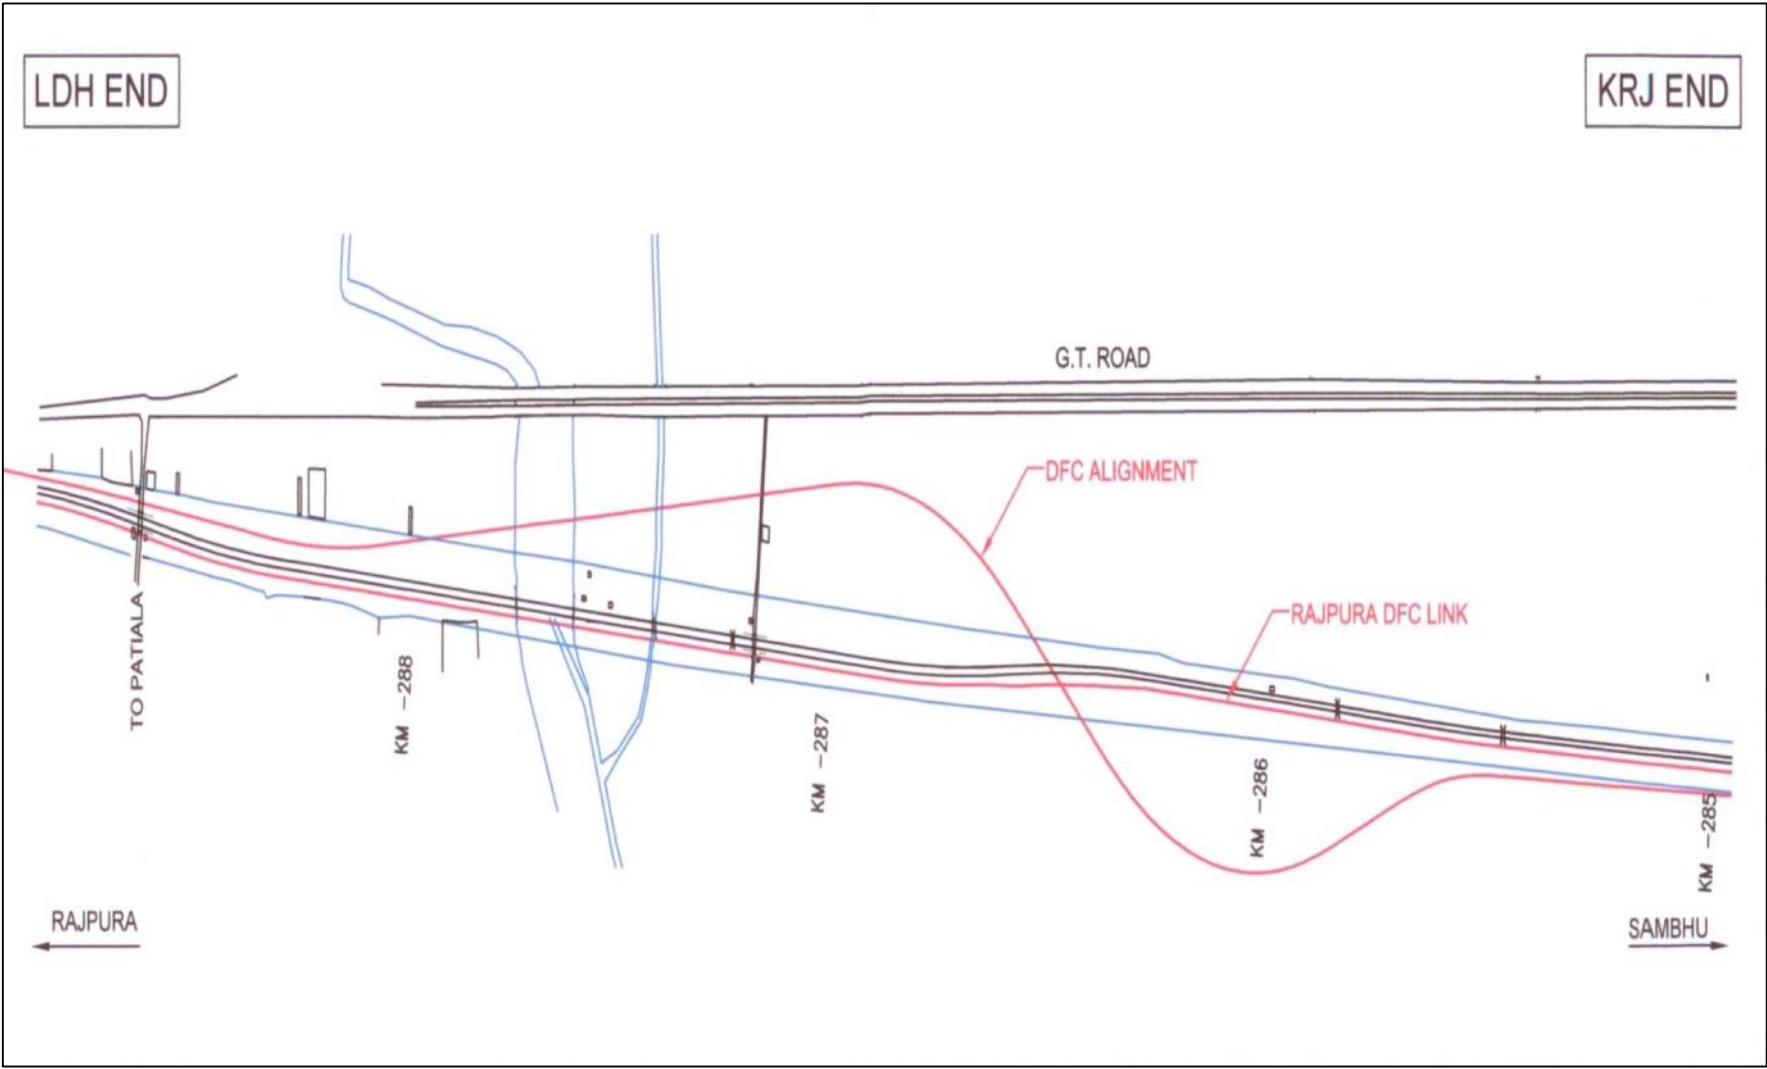 LDH END
KRJ END
G.T. ROAD
DFC ALIGNMENT
RAJPURA DFC LINK
TO PATIALA
KM -288
KM -287
KM -286
KM -285
RAJPURA
SAMBHU